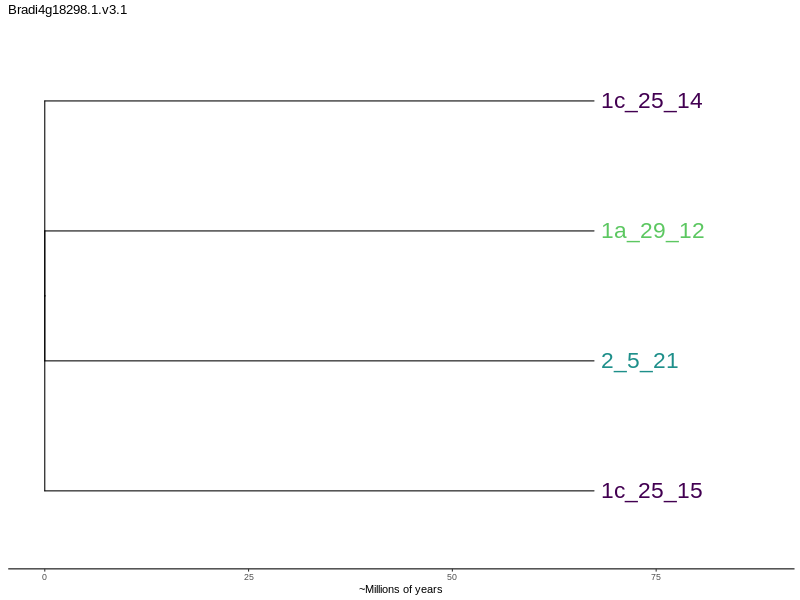 Bradi4g18298.1.v3.1
1c_25_14
1a_29_12
2_5_21
1c_25_15
0 25 50 75
~Millions of years